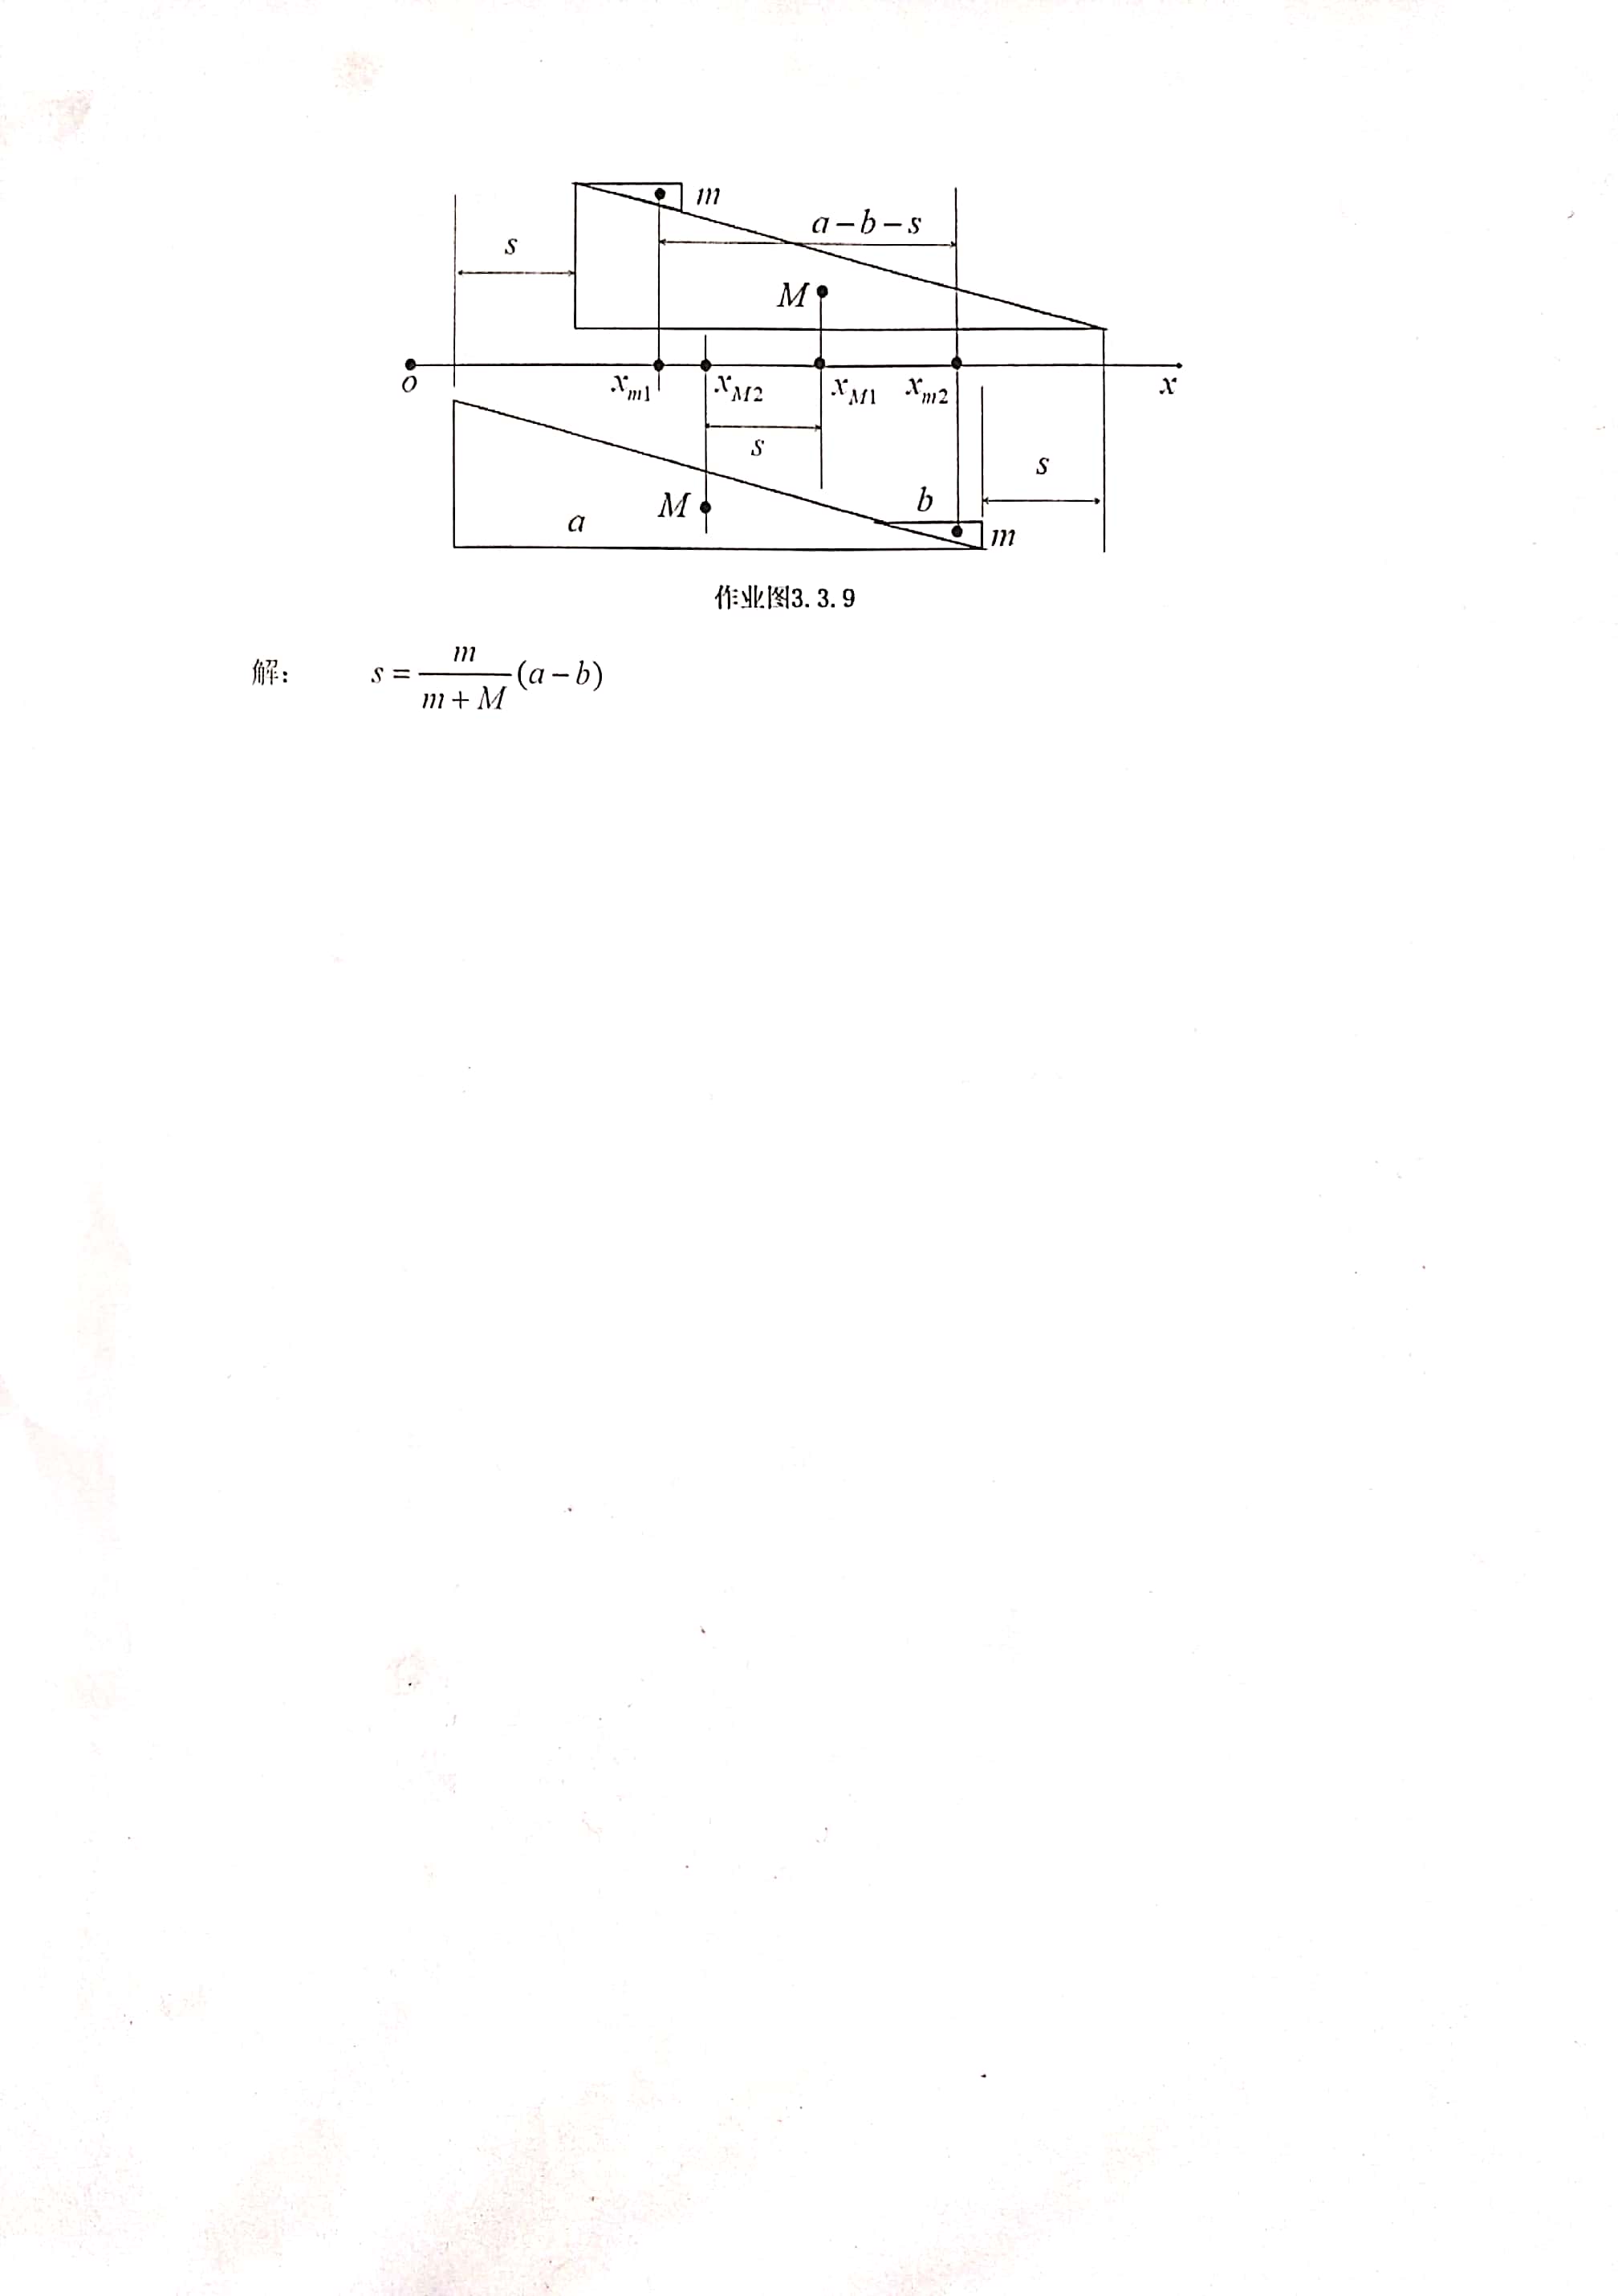 m
a-b-s
s
M
o
x_{m1}
x_{M2}
x_{M1}
x_{m2}
x
s
s
b
M
a
m
作业图3.3.9
解: s = \frac{m}{m+M}(a-b)